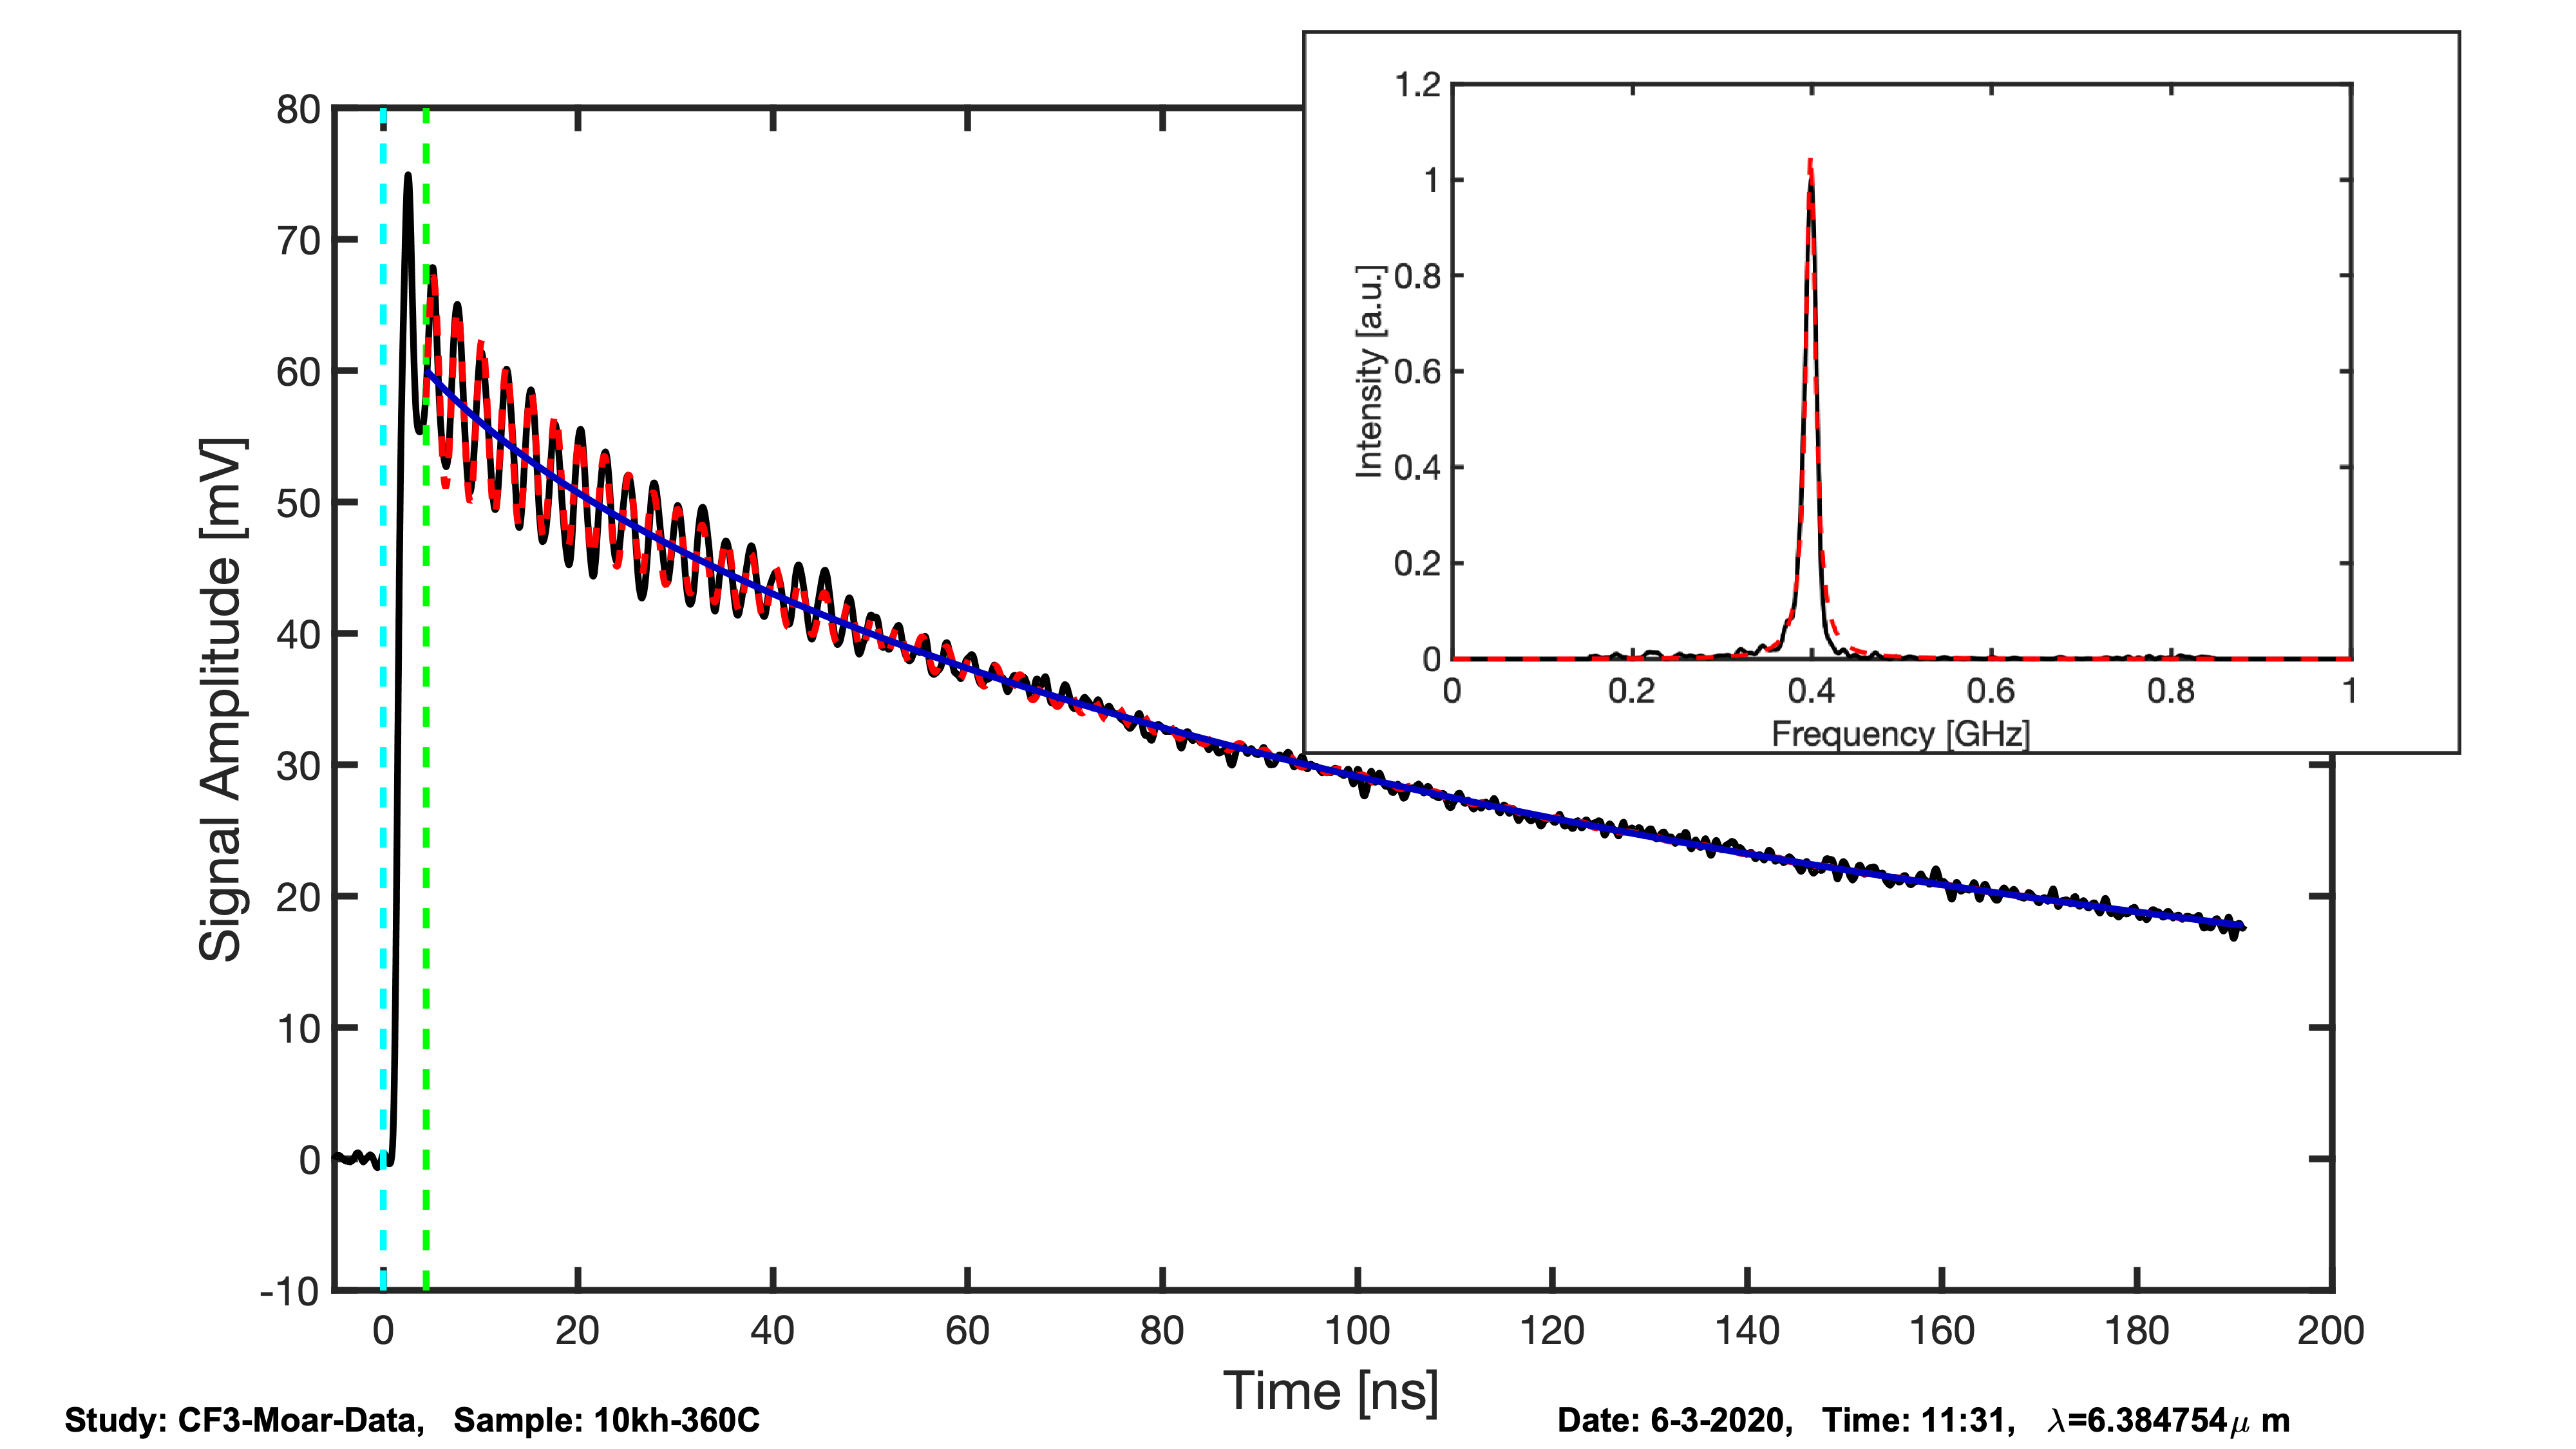 80
70
60
50
40
30
20
10
0
-10
Signal Amplitude [mV]
0 20 40 60 80 100 120 140 160 180 200
Time [ns]
1.2
1
0.8
0.6
0.4
0.2
0
Intensity [a.u.]
0 0.2 0.4 0.6 0.8 1
Frequency [GHz]
Study: CF3-Moar-Data, Sample: 10kh-360C
Date: 6-3-2020, Time: 11:31, λ=6.384754μ m